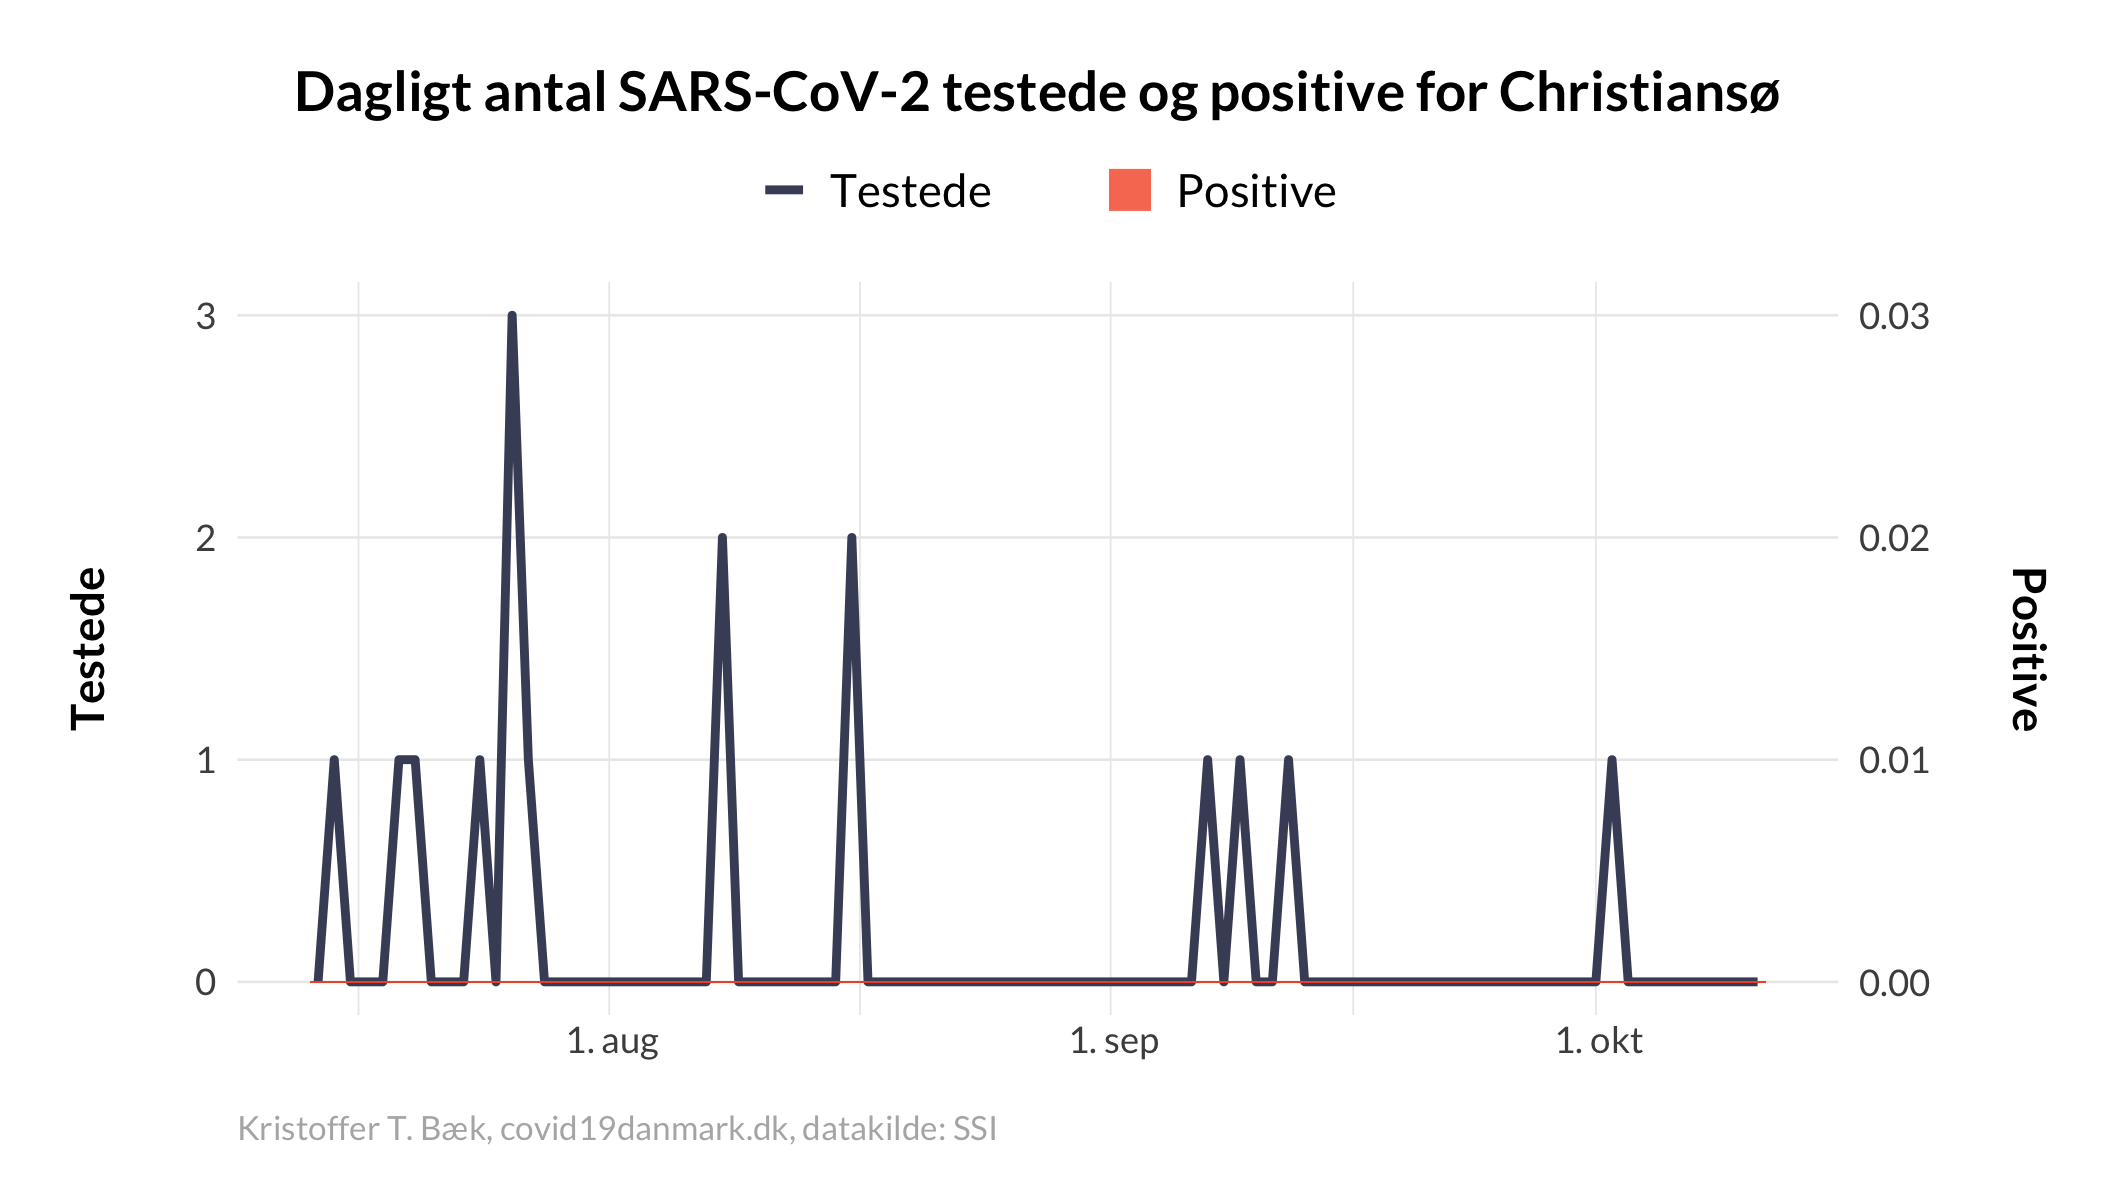 Dagligt antal SARS-CoV-2 testede og positive for Christiansø
Testede
Positive
3
2
1
0
Testede
0.03
0.02
0.01
0.00
Positive
1. aug
1. sep
1. okt
Kristoffer T. Bæk, covid19danmark.dk, datakilde: SSI